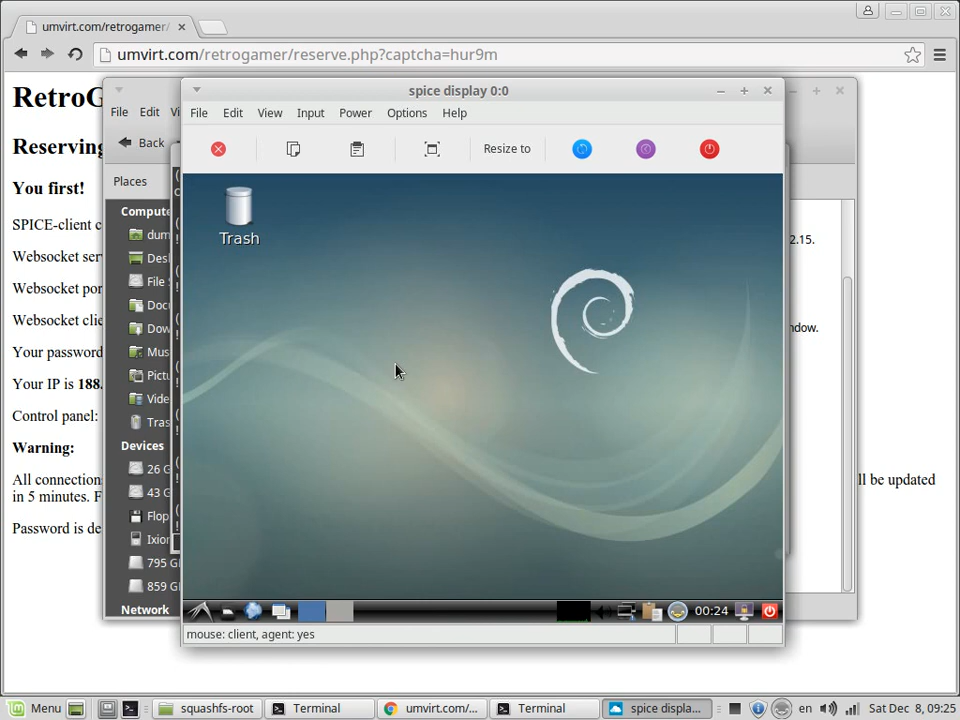 umvirt.com/retrogamer/
umvirt.com/retrogamer/reserve.php?captcha=hur9m
RetroG
Reserving
You first!
SPICE-client c
Websocket ser
Websocket por
Websocket clie
Your password
Your IP is 188.
Control panel:
Warning:
All connection
ll be updated
in 5 minutes. F
Password is de
File Edit Vi
Back
Places
Compute
dum
Desk
File S
Docu
Dow
Mus
Pictu
Vide
Tras
Devices
26 G
43 G
Flop
Ixion
795 G
859 G
Network
2.15.
ndow.
spice display 0:0
File Edit View Input Power Options Help
Resize to
Trash
00:24
mouse: client, agent: yes
Menu squashfs-root Terminal umvirt.com/... Terminal spice displa... en Sat Dec 8, 09:25